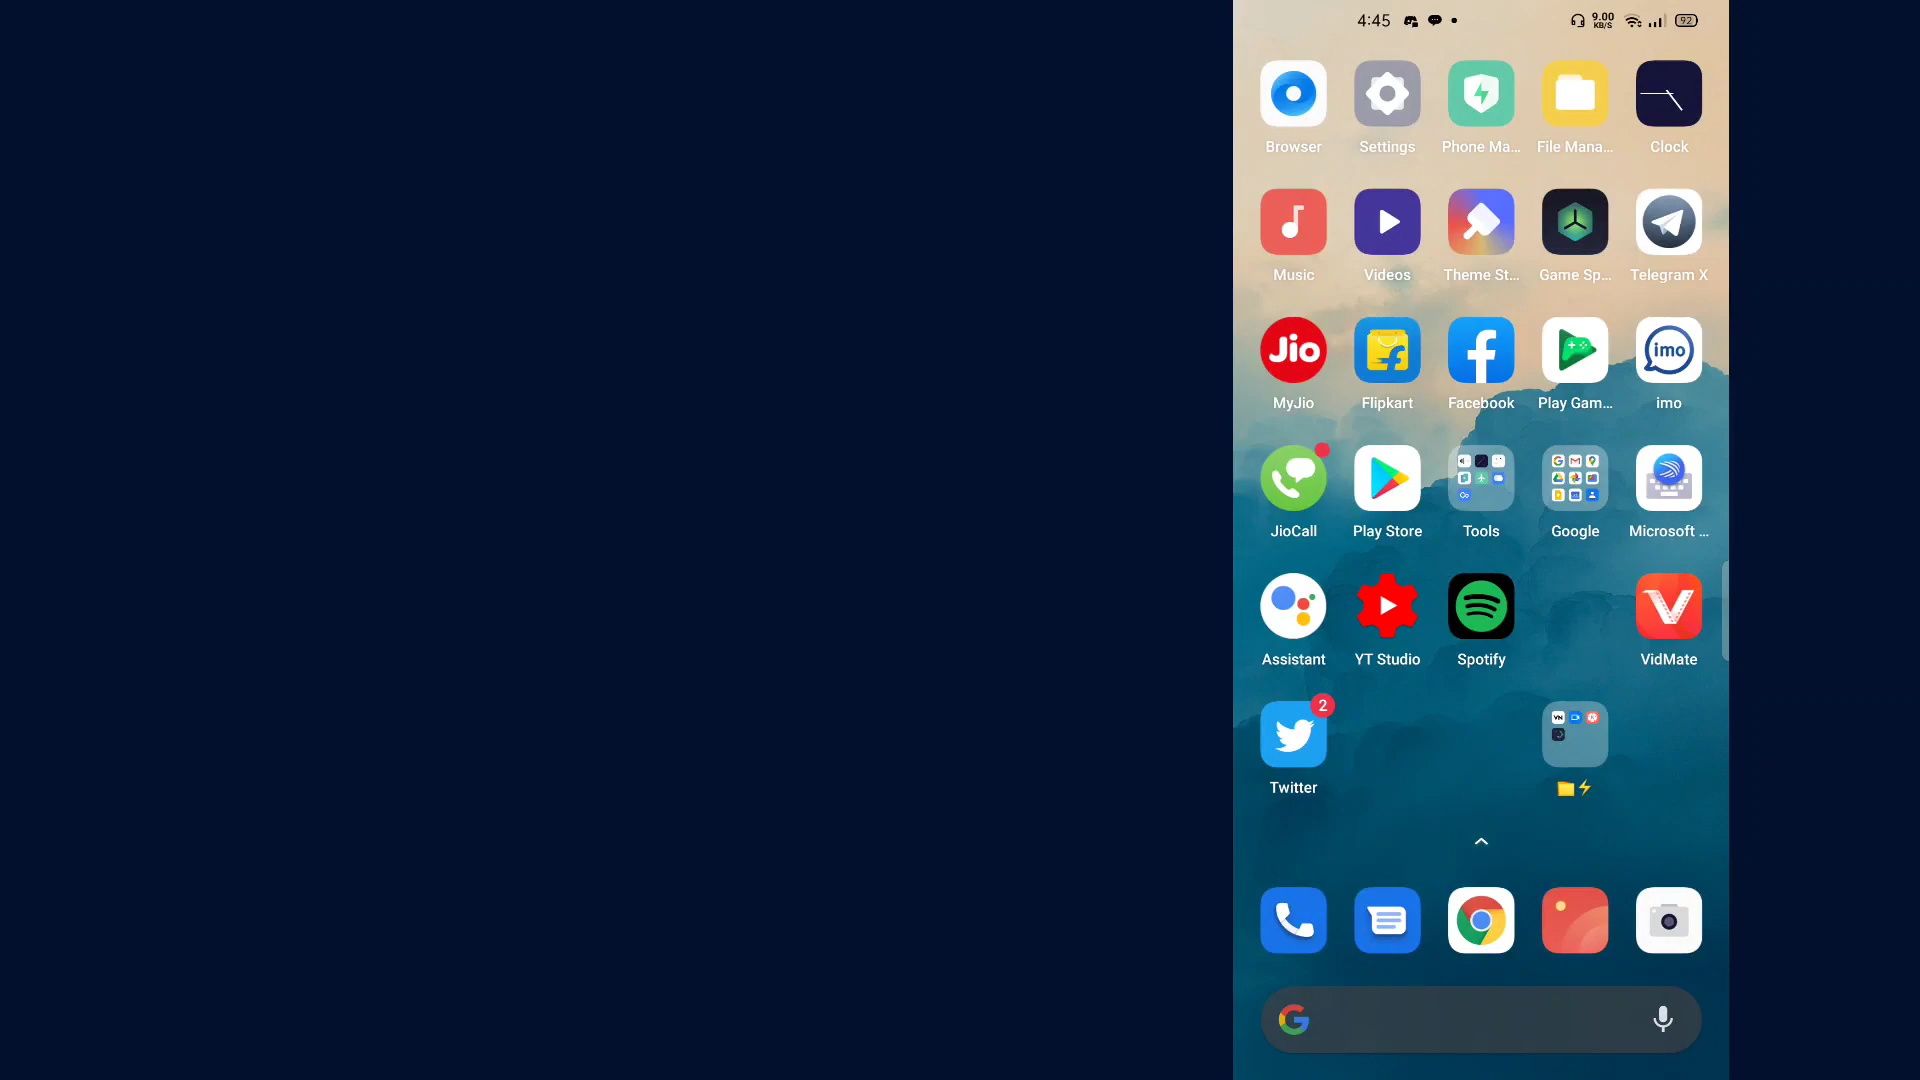 4:45
9.00
KB/S
92
Browser
Settings
Phone Ma...
File Mana...
Clock
Music
Videos
Theme St...
Game Sp...
Telegram X
Jio
imo
MyJio
Flipkart
Facebook
Play Gam...
imo
JioCall
Play Store
Tools
Google
Microsoft ...
Assistant
YT Studio
Spotify
VidMate
2
VN
Twitter